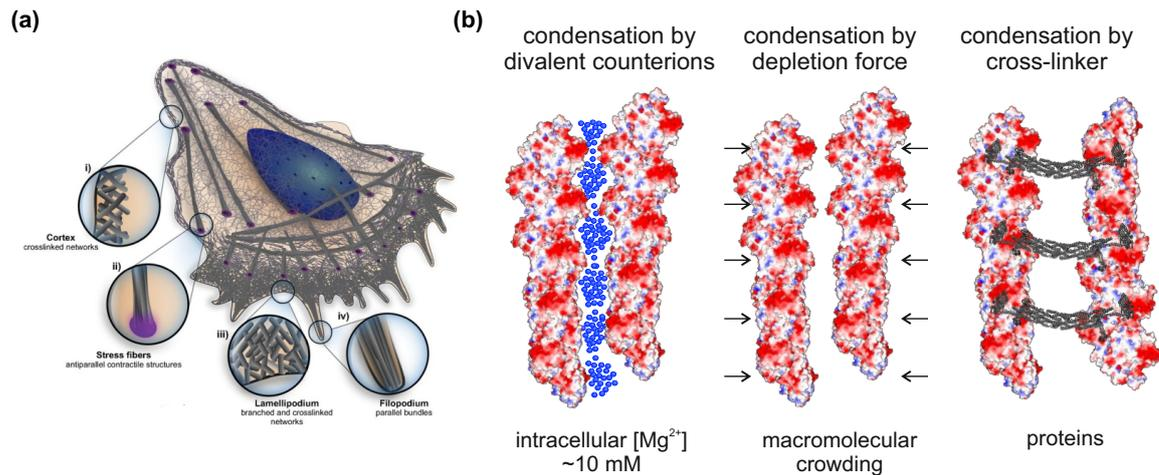 (a)
i)
Cortex
crosslinked networks
ii)
Stress fibers
antiparallel contractile structures
iii)
Lamellipodium
branched and crosslinked
networks
iv)
Filopodium
parallel bundles
(b)
condensation by
divalent counterions
intracellular [Mg²⁺]
~10 mM
condensation by
depletion force
macromolecular
crowding
condensation by
cross-linker
proteins